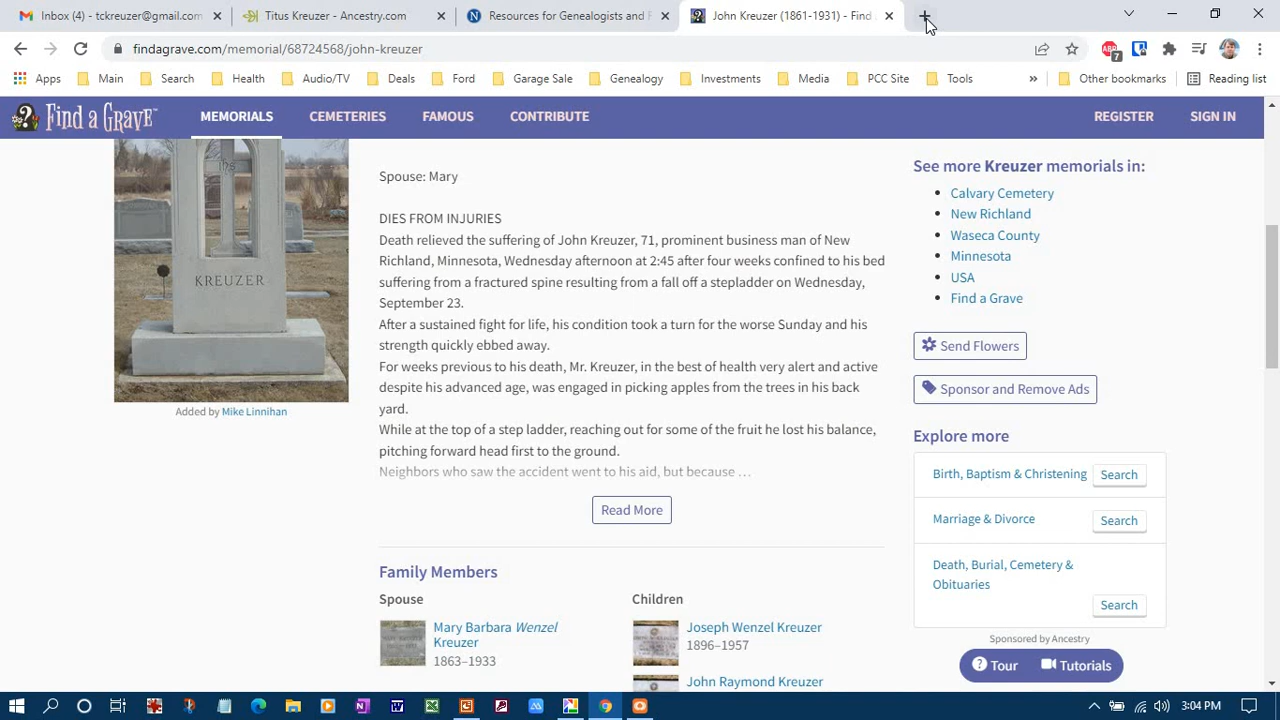 Inbox - tckreuzer@gmail.com
Titus Kreuzer - Ancestry.com
Resources for Genealogists and F
John Kreuzer (1861-1931) - Find
findagrave.com/memorial/68724568/john-kreuzer
7
Apps
Main
Search
Health
Audio/TV
Deals
Ford
Garage Sale
Genealogy
Investments
Media
PCC Site
Tools
»
Other bookmarks
Reading list
FIND A GRAVE™
MEMORIALS
CEMETERIES
FAMOUS
CONTRIBUTE
REGISTER
SIGN IN
KREUZER
Added by Mike Linnihan
Spouse: Mary
DIES FROM INJURIES
Death relieved the suffering of John Kreuzer, 71, prominent business man of New
Richland, Minnesota, Wednesday afternoon at 2:45 after four weeks confined to his bed
suffering from a fractured spine resulting from a fall off a stepladder on Wednesday,
September 23.
After a sustained fight for life, his condition took a turn for the worse Sunday and his
strength quickly ebbed away.
For weeks previous to his death, Mr. Kreuzer, in the best of health very alert and active
despite his advanced age, was engaged in picking apples from the trees in his back
yard.
While at the top of a step ladder, reaching out for some of the fruit he lost his balance,
pitching forward head first to the ground.
Neighbors who saw the accident went to his aid, but because …
Read More
Family Members
Spouse
Mary Barbara Wenzel
Kreuzer
1863–1933
Children
Joseph Wenzel Kreuzer
1896–1957
John Raymond Kreuzer
See more Kreuzer memorials in:
Calvary Cemetery
New Richland
Waseca County
Minnesota
USA
Find a Grave
Send Flowers
Sponsor and Remove Ads
Explore more
Birth, Baptism & Christening
Search
Marriage & Divorce
Search
Death, Burial, Cemetery &
Obituaries
Search
Sponsored by Ancestry
Tour
Tutorials
3:04 PM